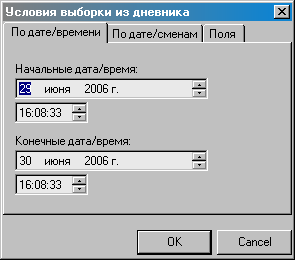 Условия выборки из дневника
По дате/времени
По дате/сменам
Поля
Начальные дата/время:
29 июня 2006 г.
16:08:33
Конечные дата/время:
30 июня 2006 г.
16:08:33
OK
Cancel